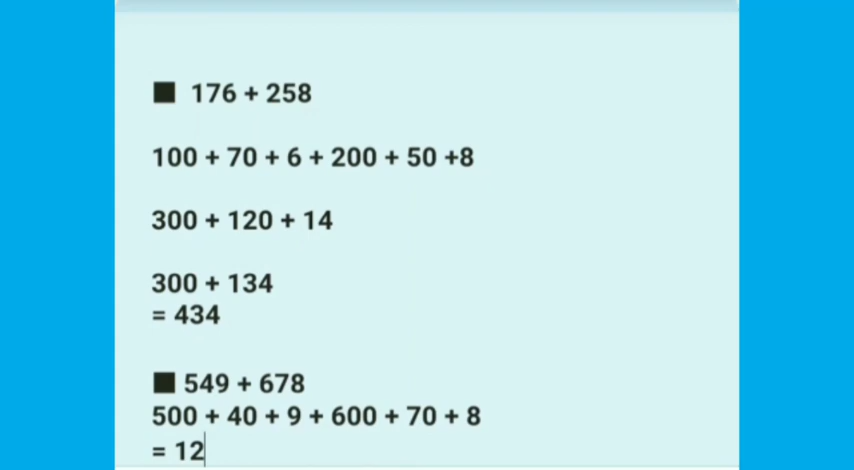 ■ 176 + 258
100 + 70 + 6 + 200 + 50 +8
300 + 120 + 14
300 + 134
= 434
■ 549 + 678
500 + 40 + 9 + 600 + 70 + 8
= 12